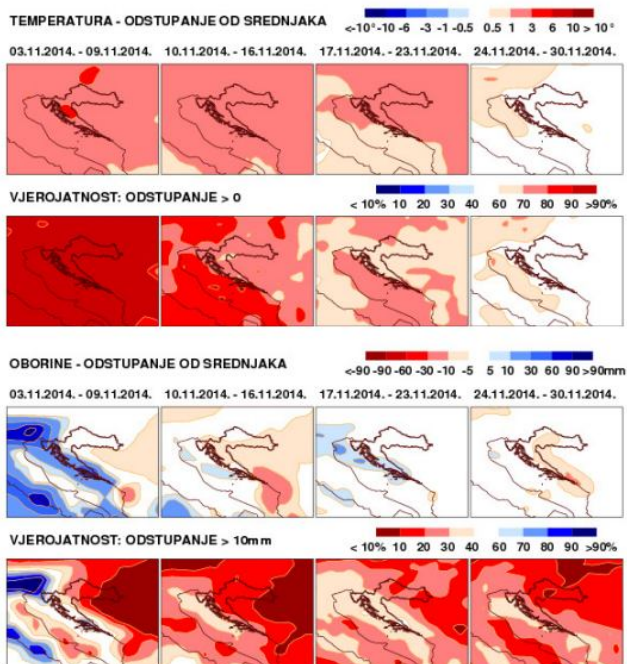 TEMPERATURA - ODSTUPANJE OD SREDNJAKA
<-10°-10 -6 -3 -1 -0.5 0.5 1 3 6 10 > 10°
03.11.2014. - 09.11.2014. 10.11.2014. - 16.11.2014. 17.11.2014. - 23.11.2014. 24.11.2014. - 30.11.2014.
VJEROJATNOST: ODSTUPANJE > 0
< 10% 10 20 30 40 60 70 80 90 >90%
OBORINE - ODSTUPANJE OD SREDNJAKA
<-90 -90 -60 -30 -10 -5 5 10 30 60 90 >90mm
03.11.2014. - 09.11.2014. 10.11.2014. - 16.11.2014. 17.11.2014. - 23.11.2014. 24.11.2014. - 30.11.2014.
VJEROJATNOST: ODSTUPANJE > 10mm
< 10% 10 20 30 40 60 70 80 90 >90%